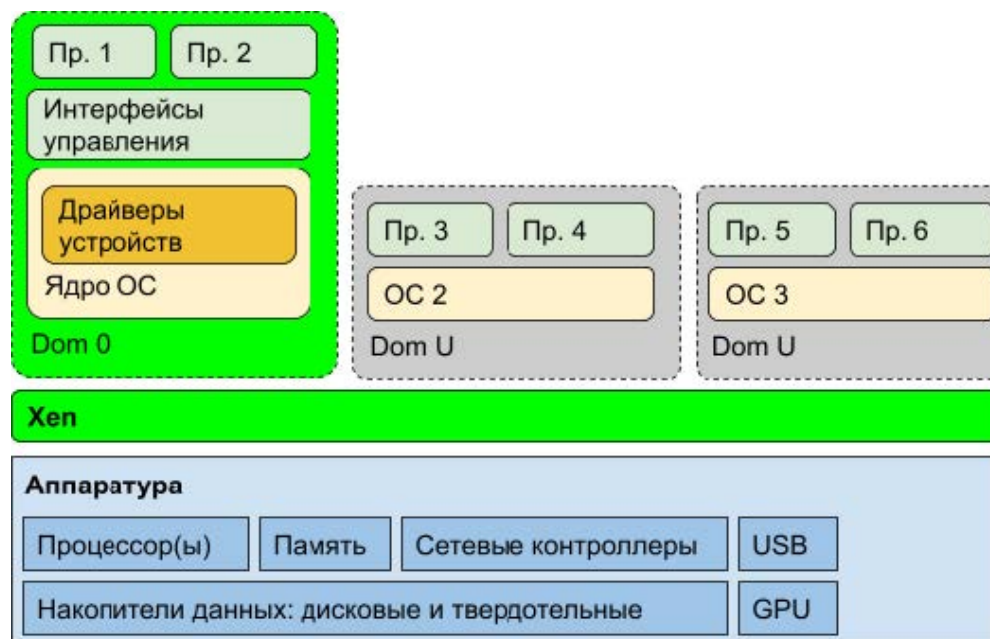 Пр. 1
Пр. 2
Интерфейсы
управления
Драйверы
устройств
Ядро ОС
Dom 0
Пр. 3
Пр. 4
ОС 2
Dom U
Пр. 5
Пр. 6
ОС 3
Dom U
Xen
Аппаратура
Процессор(ы)
Память
Сетевые контроллеры
USB
Накопители данных: дисковые и твердотельные
GPU